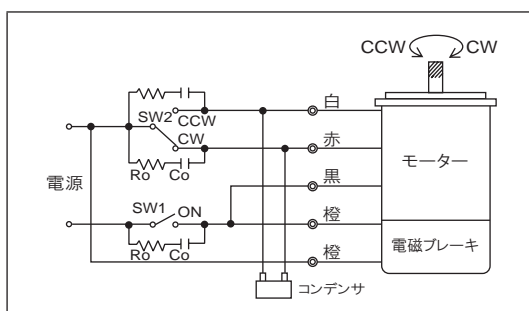 CCW CW
白
SW2 CCW
CW
赤
モーター
Ro Co
電源
黒
SW1 ON
橙
電磁ブレーキ
Ro Co
橙
コンデンサ